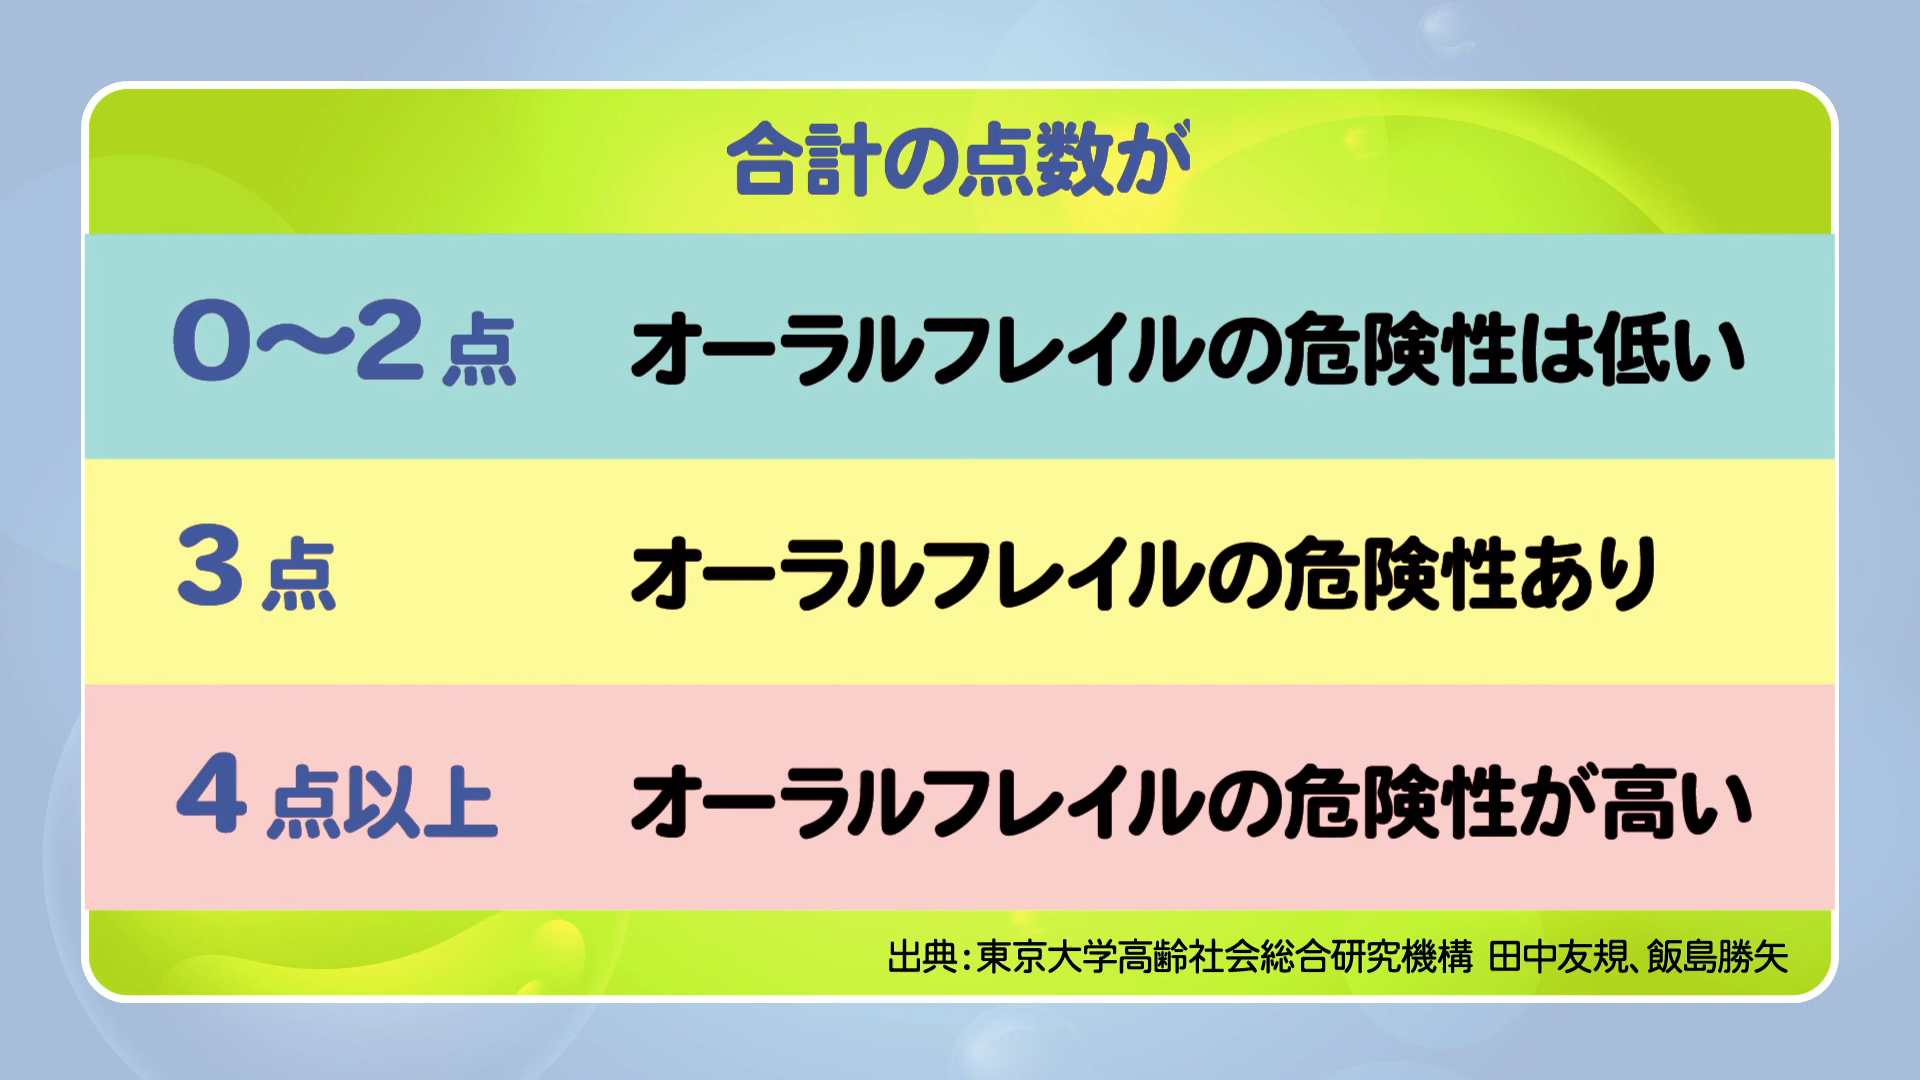 合計の点数が
0〜2点 オーラルフレイルの危険性は低い
3点 オーラルフレイルの危険性あり
4点以上 オーラルフレイルの危険性が高い
出典:東京大学高齢社会総合研究機構 田中友規、飯島勝矢